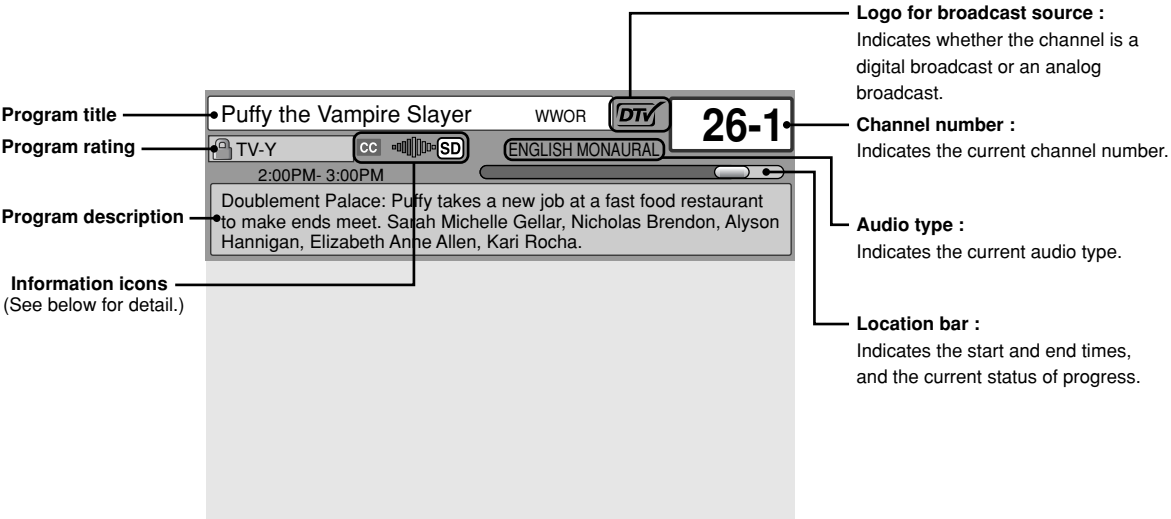 Logo for broadcast source :
Indicates whether the channel is a
digital broadcast or an analog
broadcast.
Program title
Puffy the Vampire Slayer
WWOR
DTV
26-1
Channel number :
Indicates the current channel number.
Program rating
TV-Y
CC
SD
ENGLISH MONAURAL
2:00PM- 3:00PM
Program description
Doublement Palace: Puffy takes a new job at a fast food restaurant
to make ends meet. Sarah Michelle Gellar, Nicholas Brendon, Alyson
Hannigan, Elizabeth Anne Allen, Kari Rocha.
Audio type :
Indicates the current audio type.
Information icons
(See below for detail.)
Location bar :
Indicates the start and end times,
and the current status of progress.